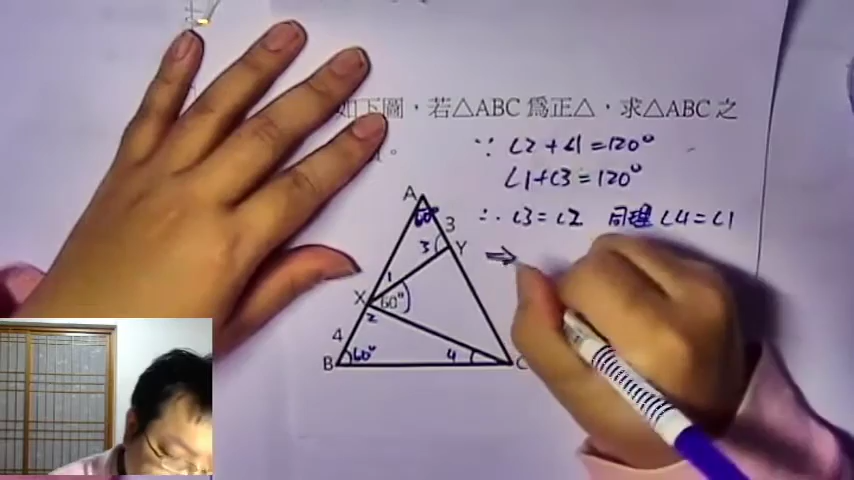 如下圖，若△ABC 為正△，求△ABC 之
。
∵ ∠2 + ∠1 = 120°
∠1 + ∠3 = 120°
∴ ∠3 = ∠2 同理 ∠4 = ∠1
⇒
A
60°
3
3
Y
1
X
60°
2
4
B
60°
4
C